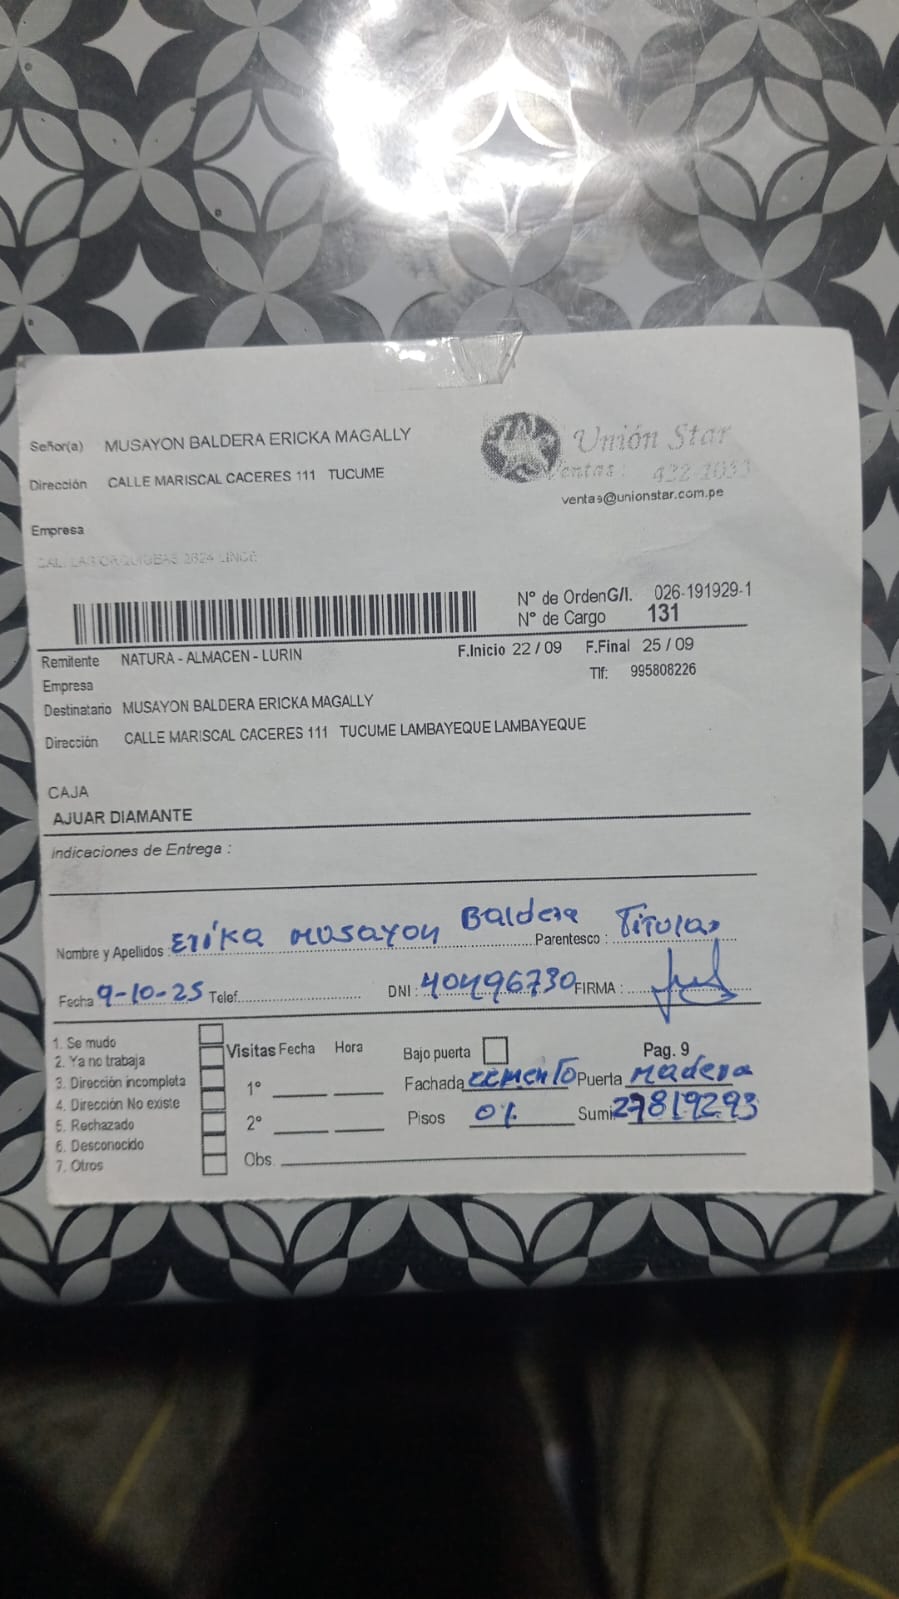 Señor(a) MUSAYON BALDERA ERICKA MAGALLY
Unión Star
Dirección CALLE MARISCAL CACERES 111 TUCUME
Ventas: 422-1033
ventas@unionstar.com.pe
Empresa
N° de OrdenG/I. 026-191929-1
N° de Cargo 131
Remitente NATURA - ALMACEN - LURIN F.Inicio 22 / 09 F.Final 25 / 09
Empresa Tlf: 995808226
Destinatario MUSAYON BALDERA ERICKA MAGALLY
Dirección CALLE MARISCAL CACERES 111 TUCUME LAMBAYEQUE LAMBAYEQUE
CAJA
AJUAR DIAMANTE
Indicaciones de Entrega :
Nombre y Apellidos : Erika Musayon Baldera Parentesco : Titular
Fecha 9-10-25 Telef. DNI : 40496730 FIRMA :
1. Se mudo
2. Ya no trabaja
3. Dirección incompleta
4. Dirección No existe
5. Rechazado
6. Desconocido
7. Otros
Visitas Fecha Hora
1°
2°
Obs.
Bajo puerta Pag. 9
Fachada cemento Puerta Madera
Pisos 01. Sumi 27819293